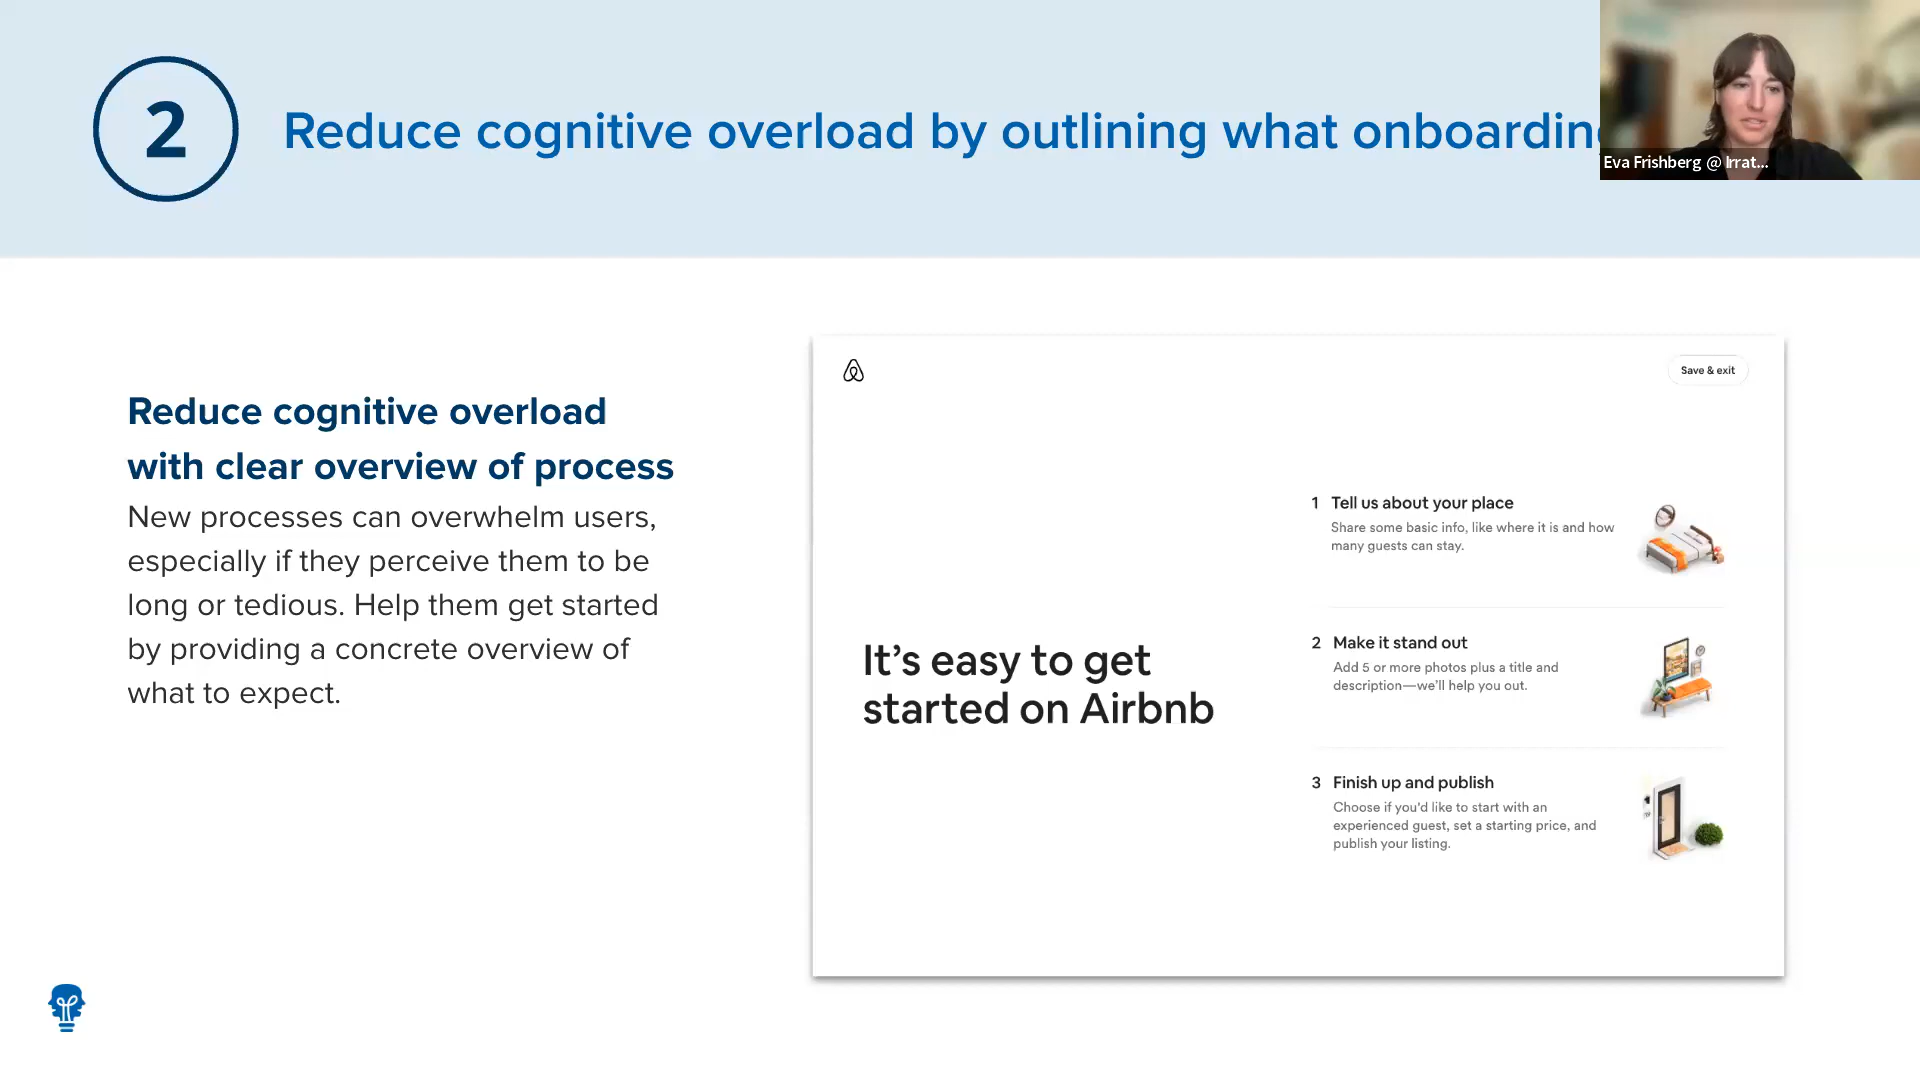 2
Reduce cognitive overload by outlining what onboarding
Eva Frishberg @ Irrat...
Reduce cognitive overload
with clear overview of process
New processes can overwhelm users,
especially if they perceive them to be
long or tedious. Help them get started
by providing a concrete overview of
what to expect.
Save & exit
It's easy to get
started on Airbnb
1 Tell us about your place
Share some basic info, like where it is and how
many guests can stay.
2 Make it stand out
Add 5 or more photos plus a title and
description—we'll help you out.
3 Finish up and publish
Choose if you'd like to start with an
experienced guest, set a starting price, and
publish your listing.